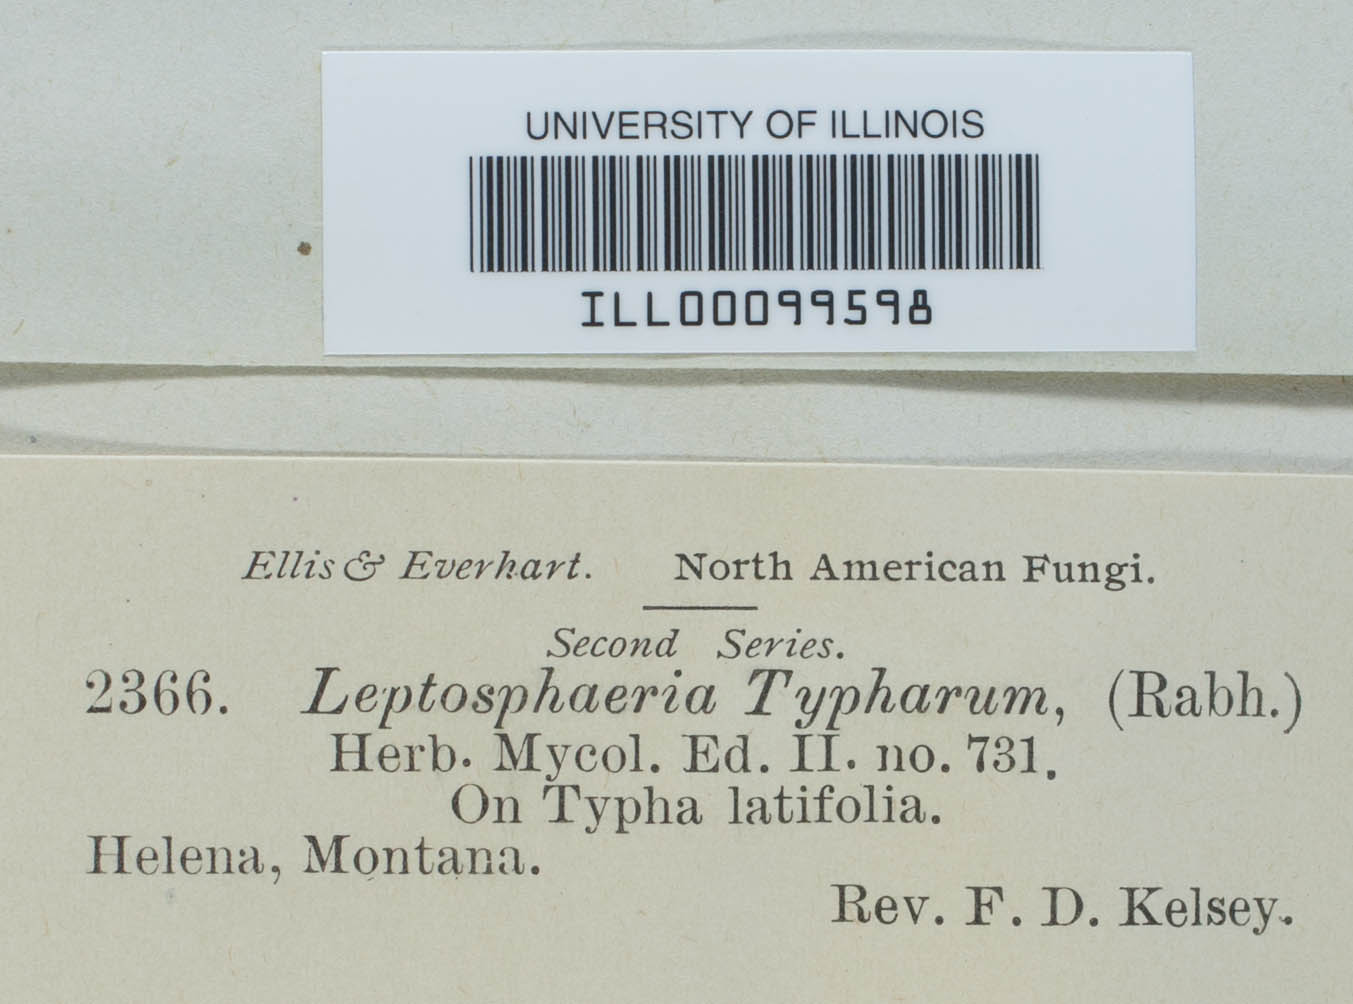 UNIVERSITY OF ILLINOIS
ILL00099598
Ellis & Everhart. North American Fungi.
Second Series.
2366. Leptosphaeria Typharum, (Rabh.)
Herb. Mycol. Ed. II. no. 731.
On Typha latifolia.
Helena, Montana.
Rev. F. D. Kelsey.